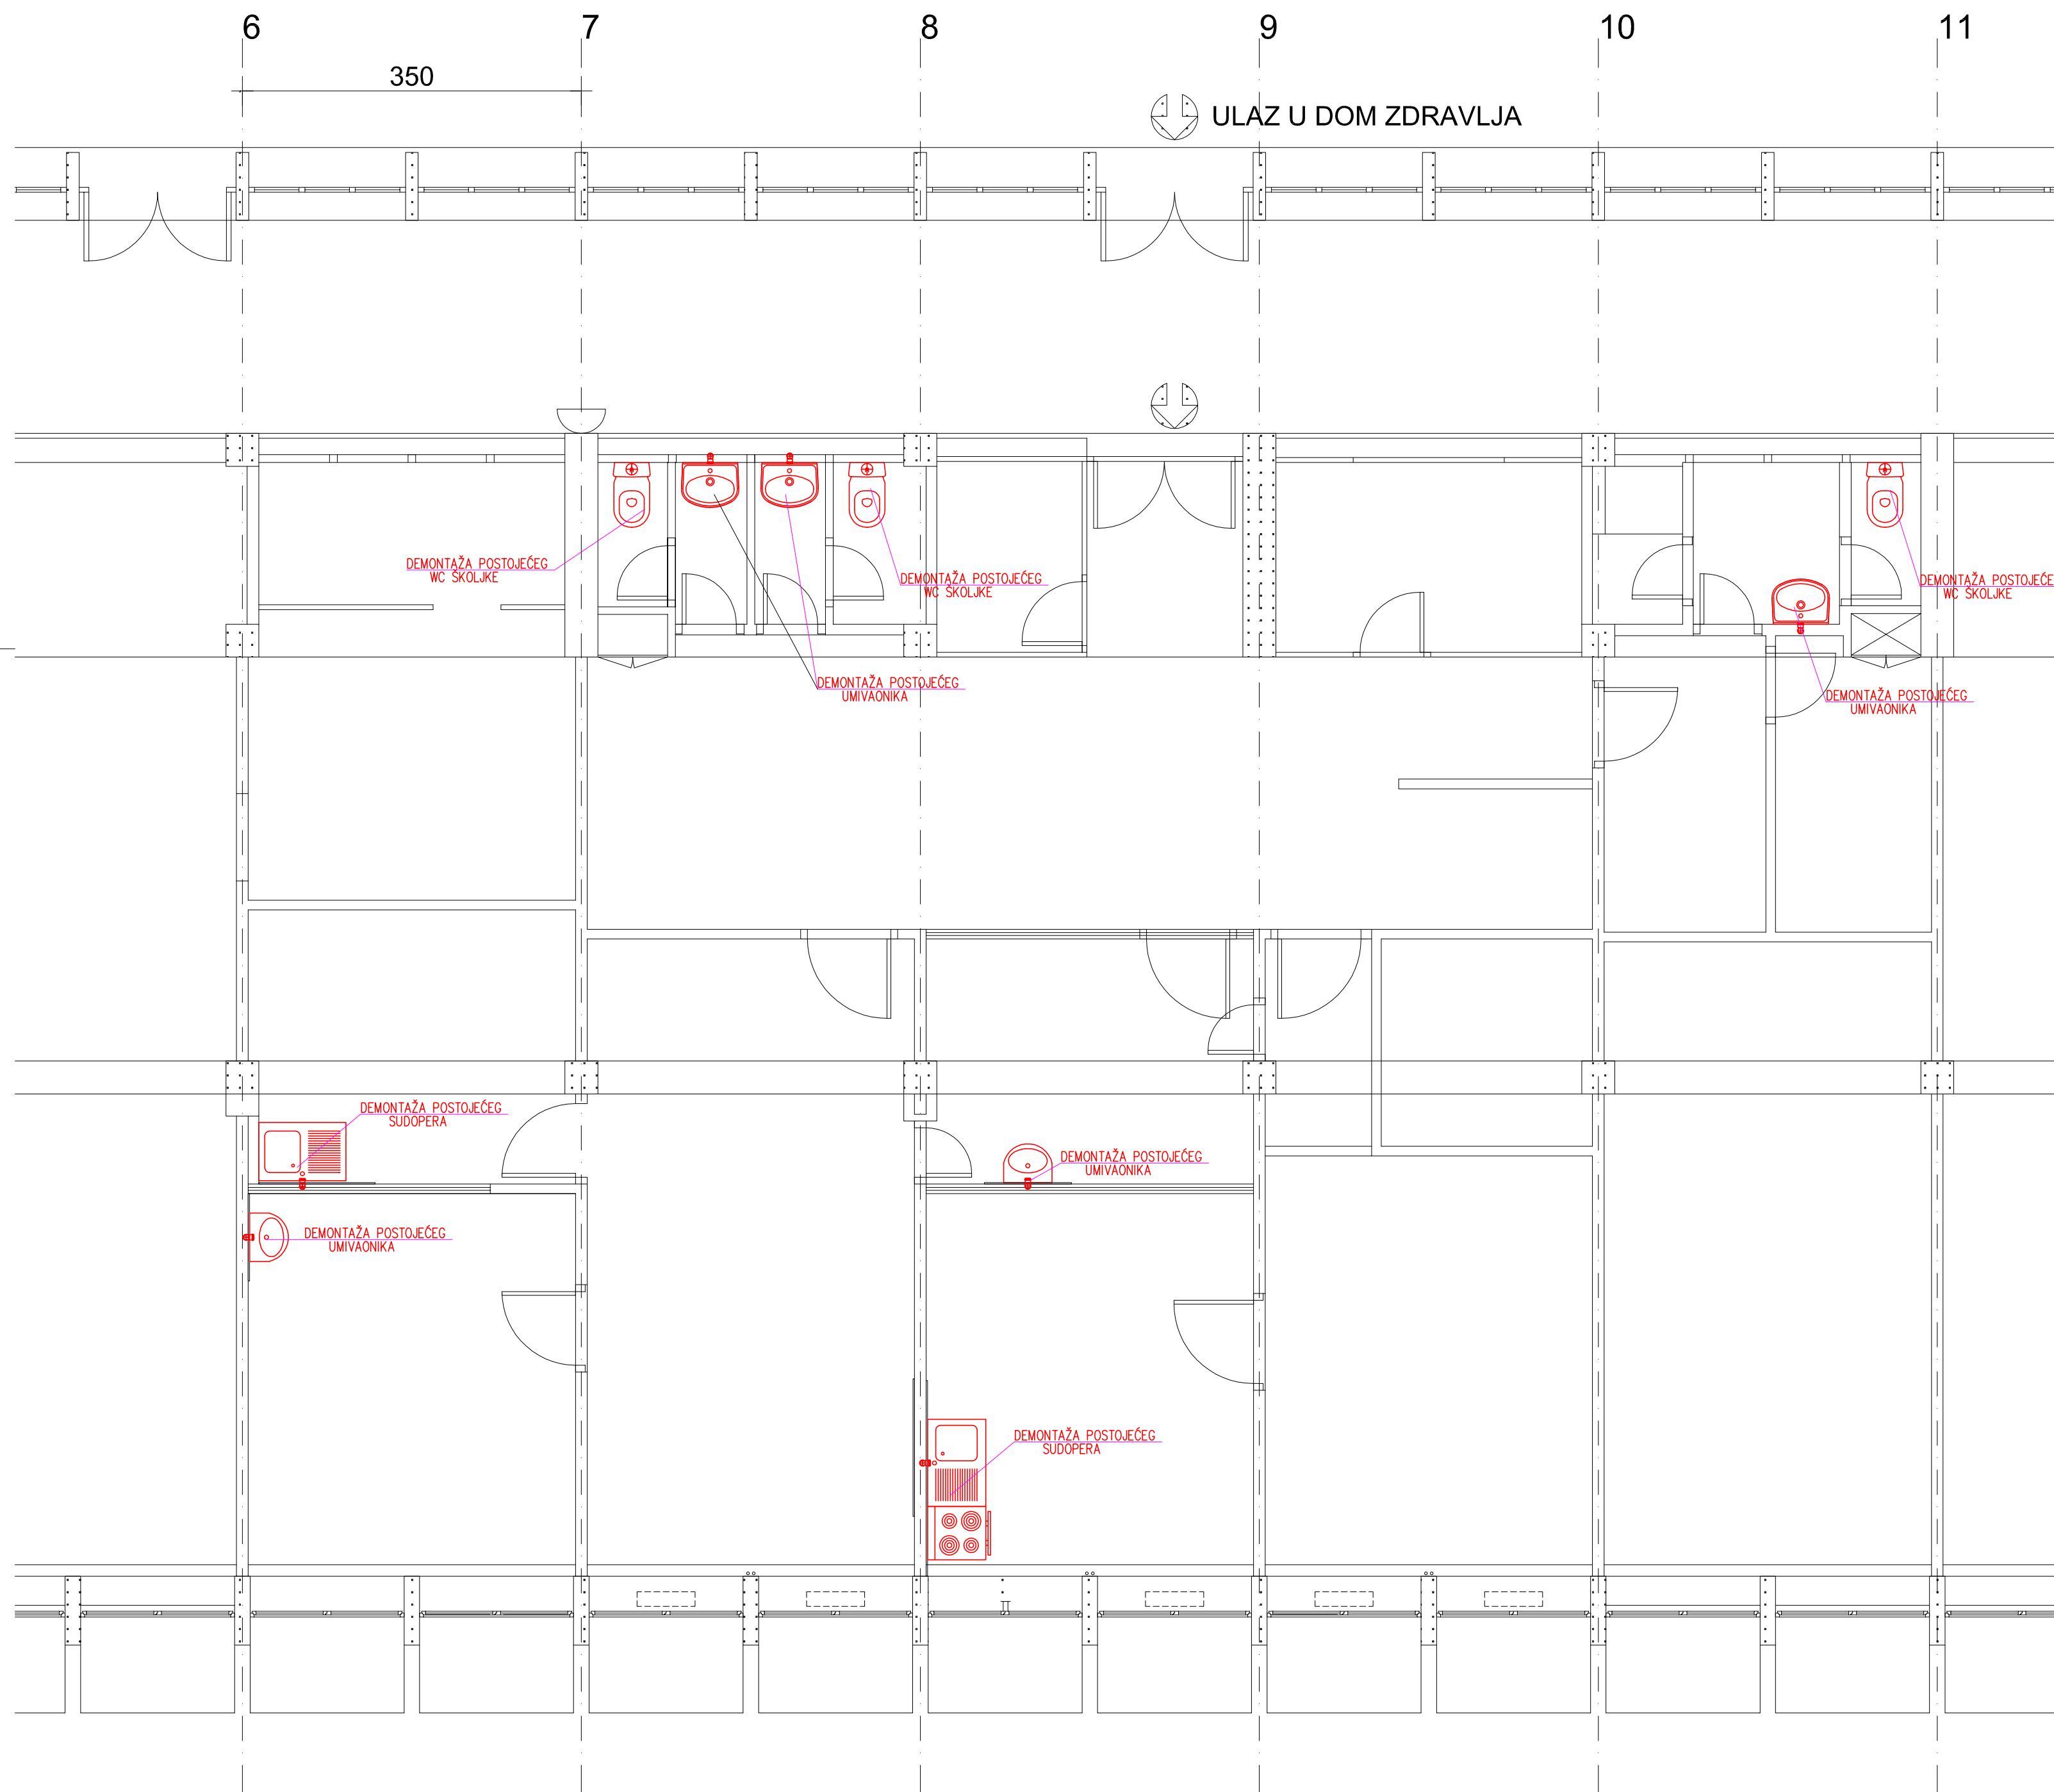 6 7 8 9 10 11
350
ULAZ U DOM ZDRAVLJA
DEMONTAŽA POSTOJEĆEG
WC ŠKOLJKE
DEMONTAŽA POSTOJEĆEG
WC ŠKOLJKE
DEMONTAŽA POSTOJEĆE
WC ŠKOLJKE
DEMONTAŽA POSTOJEĆEG
UMIVAONIKA
DEMONTAŽA POSTOJEĆEG
UMIVAONIKA
DEMONTAŽA POSTOJEĆEG
SUDOPERA
DEMONTAŽA POSTOJEĆEG
UMIVAONIKA
DEMONTAŽA POSTOJEĆEG
UMIVAONIKA
DEMONTAŽA POSTOJEĆEG
SUDOPERA